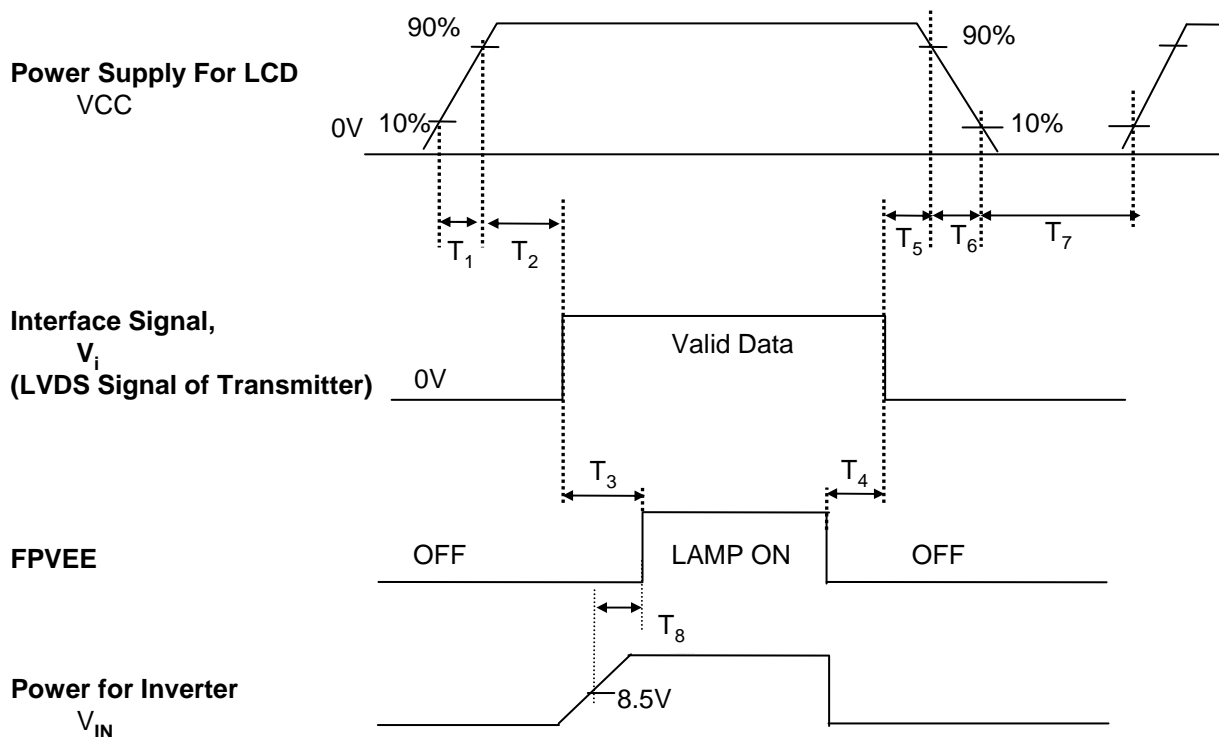 90%
90%
Power Supply For LCD
VCC
0V 10%
10%
T1
T2
T5
T6
T7
Interface Signal,
Vi
(LVDS Signal of Transmitter)
0V
Valid Data
T3
T4
FPVEE
OFF
LAMP ON
OFF
T8
Power for Inverter
VIN
8.5V